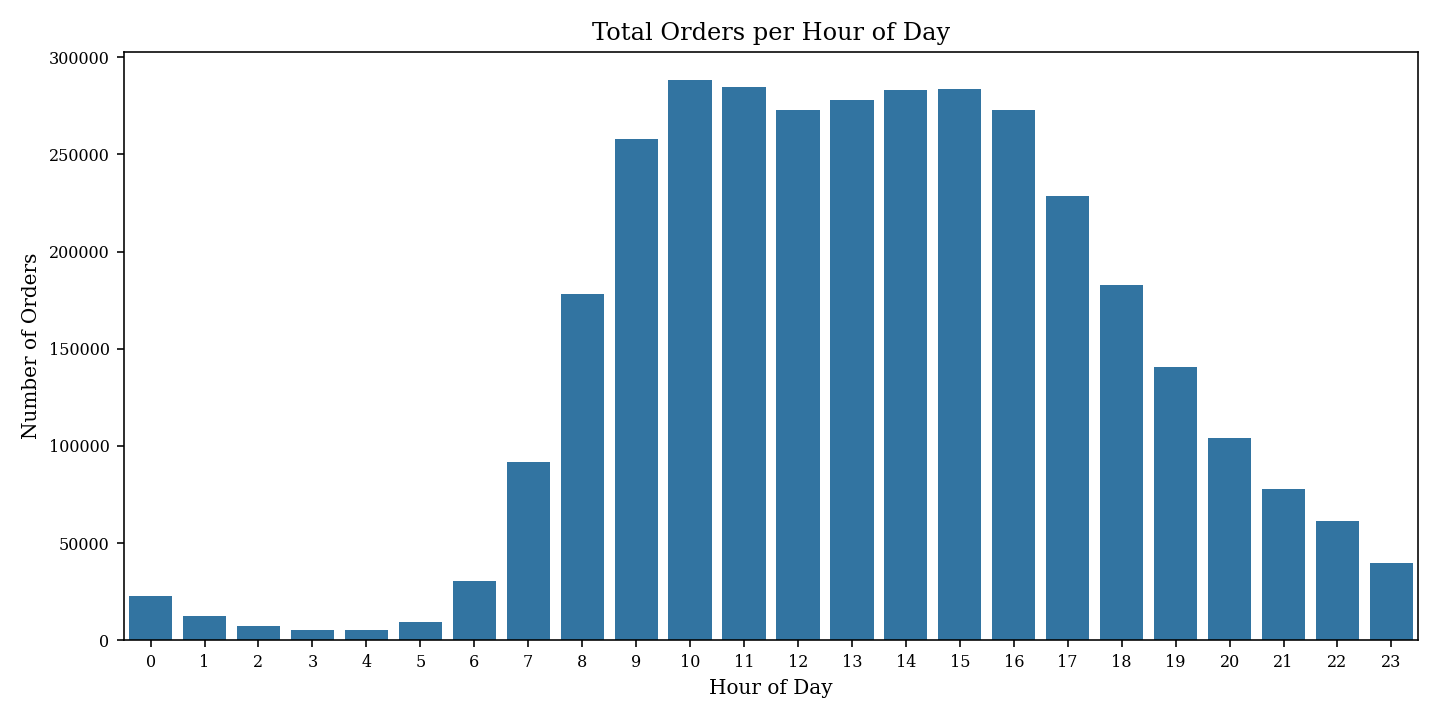 Total Orders per Hour of Day
Number of Orders
300000
250000
200000
150000
100000
50000
0
0 1 2 3 4 5 6 7 8 9 10 11 12 13 14 15 16 17 18 19 20 21 22 23
Hour of Day